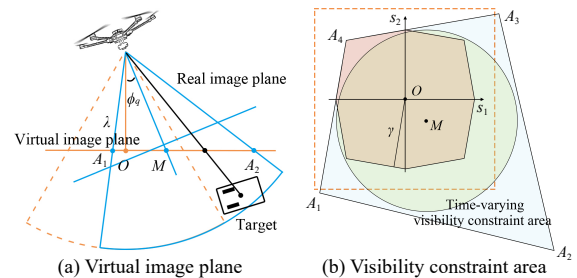 Real image plane
ϕq
λ
Virtual image plane
A1
O
M
A2
Target
(a) Virtual image plane
s2
A3
A4
O
s1
M
γ
A1
Time-varying
visibility constraint area
A2
(b) Visibility constraint area